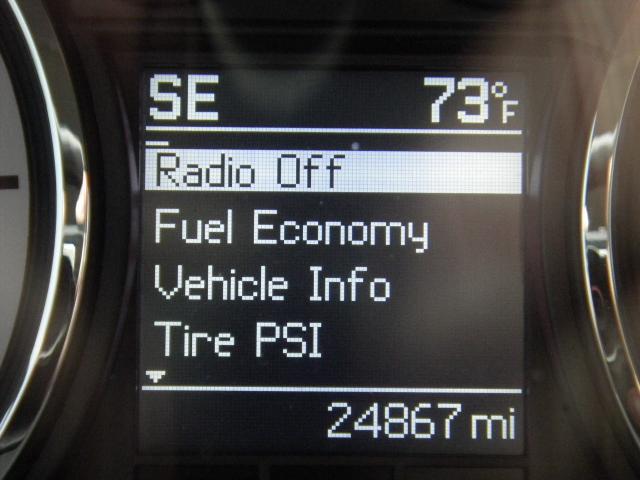 SE 73°F
Radio Off
Fuel Economy
Vehicle Info
Tire PSI
24867 mi